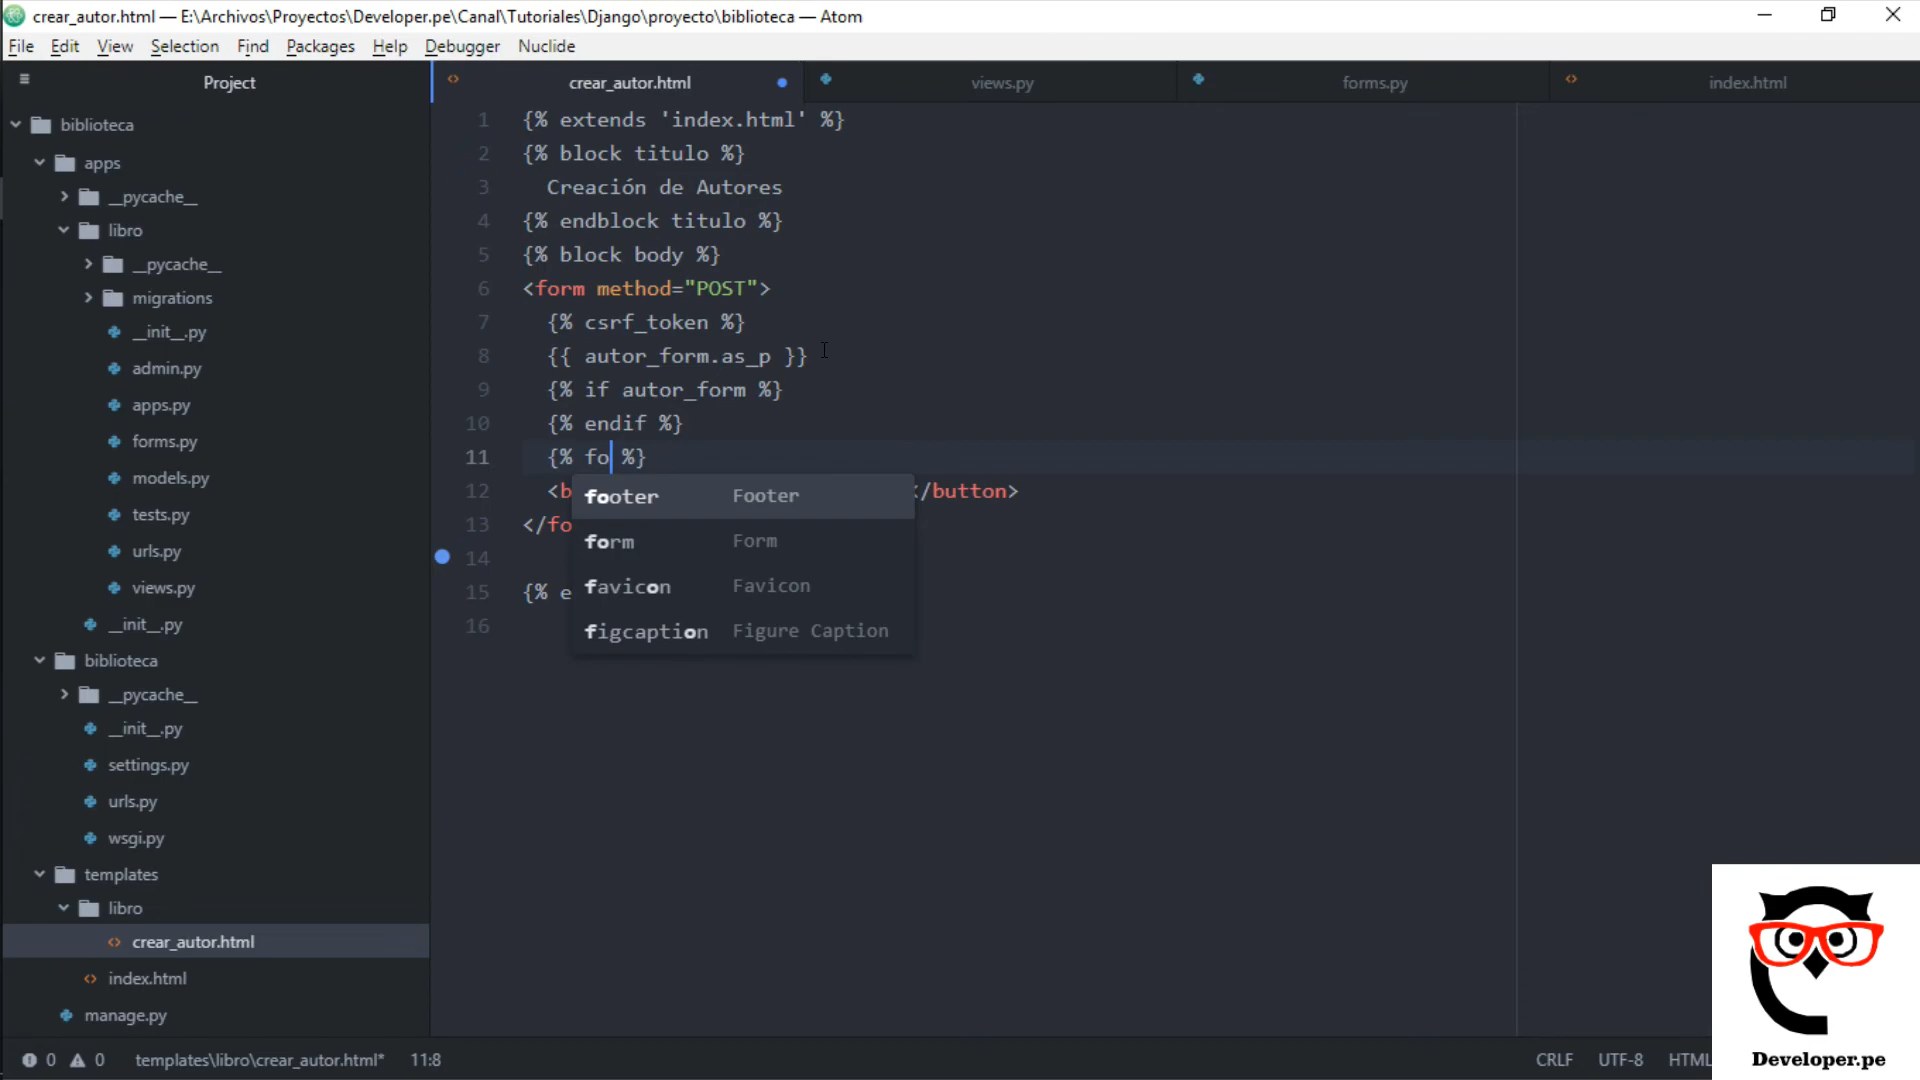 crear_autor.html — E:\Archivos\Proyectos\Developer.pe\Canal\Tutoriales\Django\proyecto\biblioteca — Atom
File Edit View Selection Find Packages Help Debugger Nuclide
Project
crear_autor.html views.py forms.py index.html
biblioteca
apps
__pycache__
libro
__pycache__
migrations
__init__.py
admin.py
apps.py
forms.py
models.py
tests.py
urls.py
views.py
__init__.py
biblioteca
__pycache__
__init__.py
settings.py
urls.py
wsgi.py
templates
libro
crear_autor.html
index.html
manage.py
1 {% extends 'index.html' %}
2 {% block titulo %}
3 Creación de Autores
4 {% endblock titulo %}
5 {% block body %}
6 <form method="POST">
7 {% csrf_token %}
8 {{ autor_form.as_p }}
9 {% if autor_form %}
10 {% endif %}
11 {% fo %}
12 <b </button>
13 </fo
14
15 {% e
16
footer Footer
form Form
favicon Favicon
figcaption Figure Caption
0 0 templates\libro\crear_autor.html* 11:8
CRLF UTF-8 HTML
Developer.pe